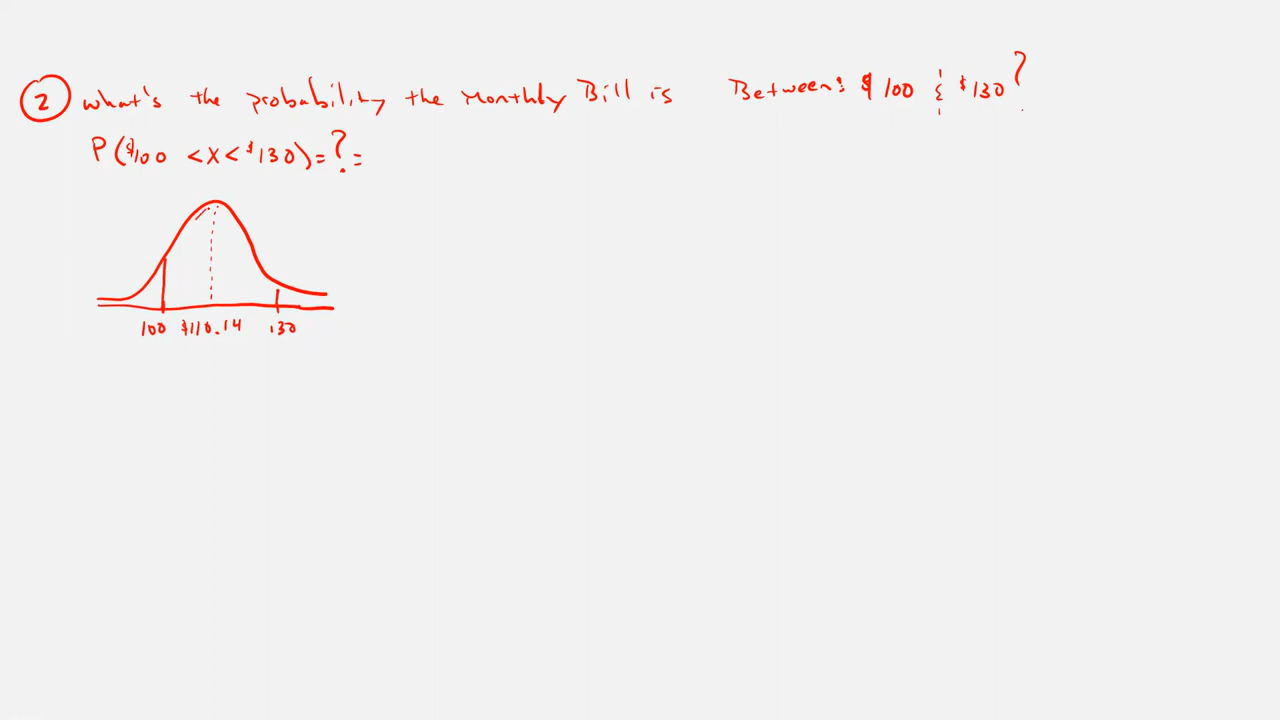 2 what's the probability the monthly Bill is Between: $100 & $130?
P($100 < X < $130) = ? =
100 $110.14 130